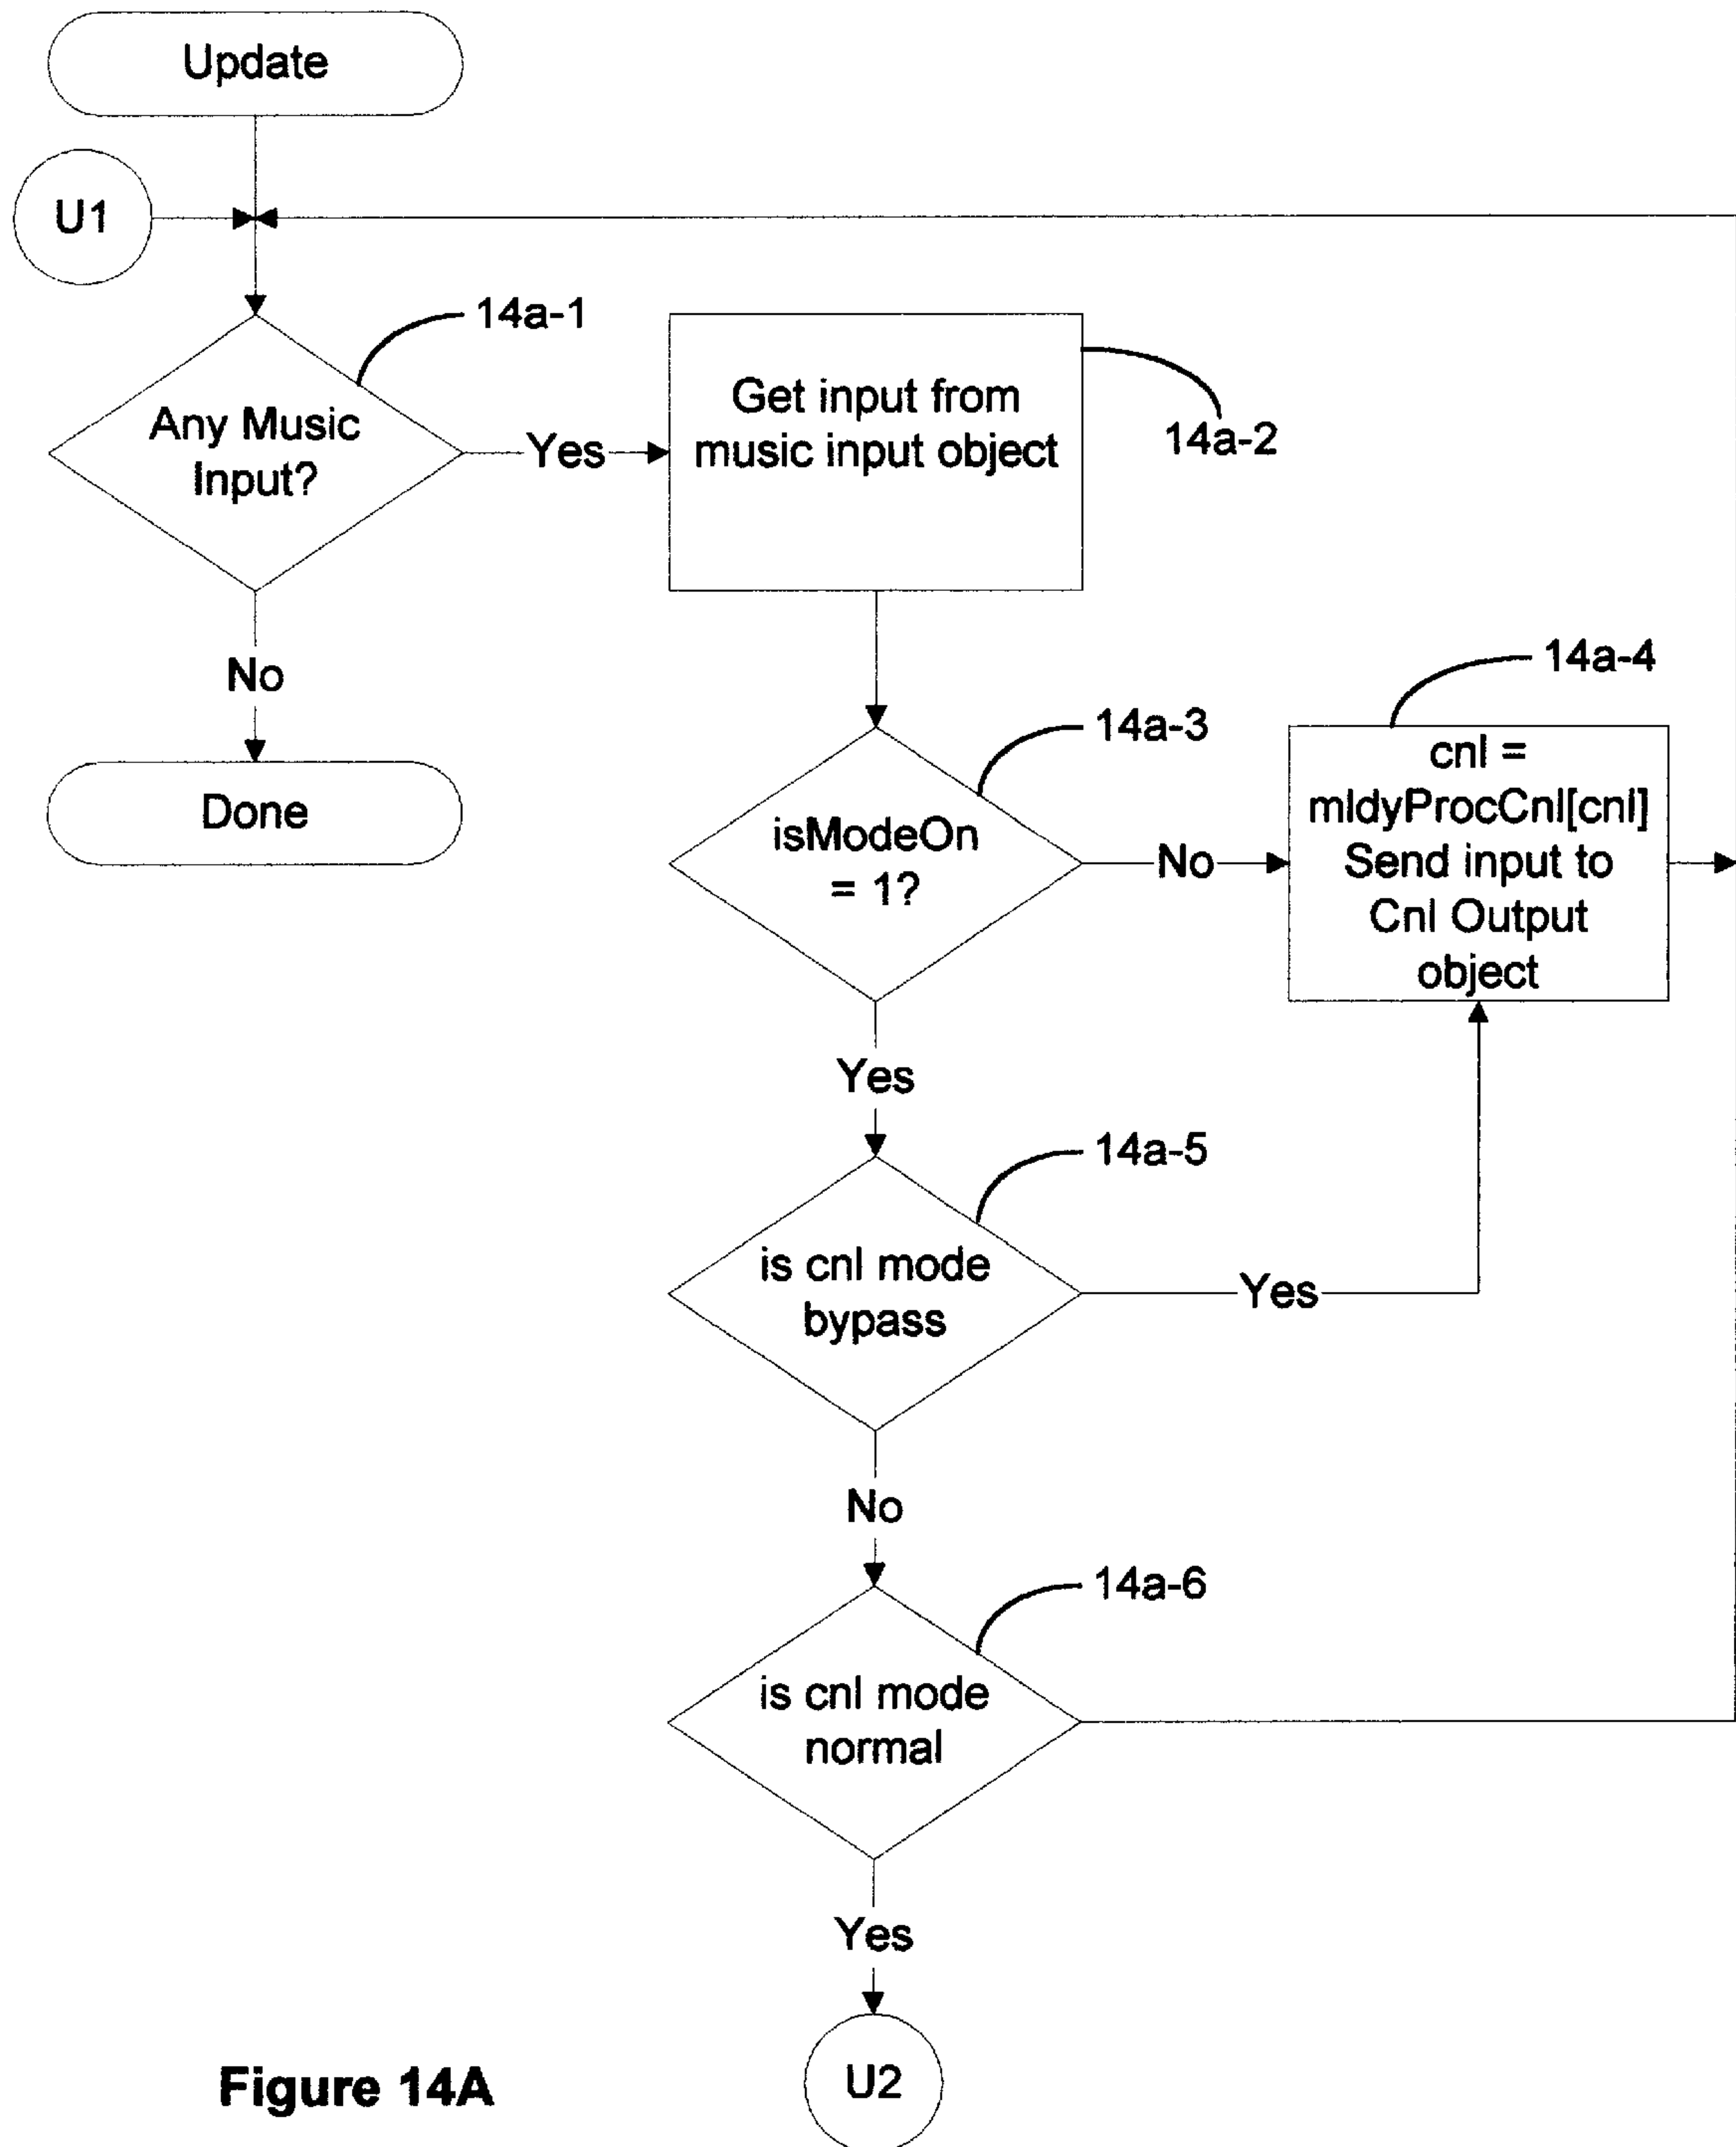 Update
U1
14a-1
Any Music
Input?
Yes
Get input from
music input object
14a-2
No
Done
14a-3
isModeOn
= 1?
No
14a-4
cnl =
mldyProcCnl[cnl]
Send input to
Cnl Output
object
Yes
14a-5
is cnl mode
bypass
Yes
No
14a-6
is cnl mode
normal
Yes
U2
Figure 14A